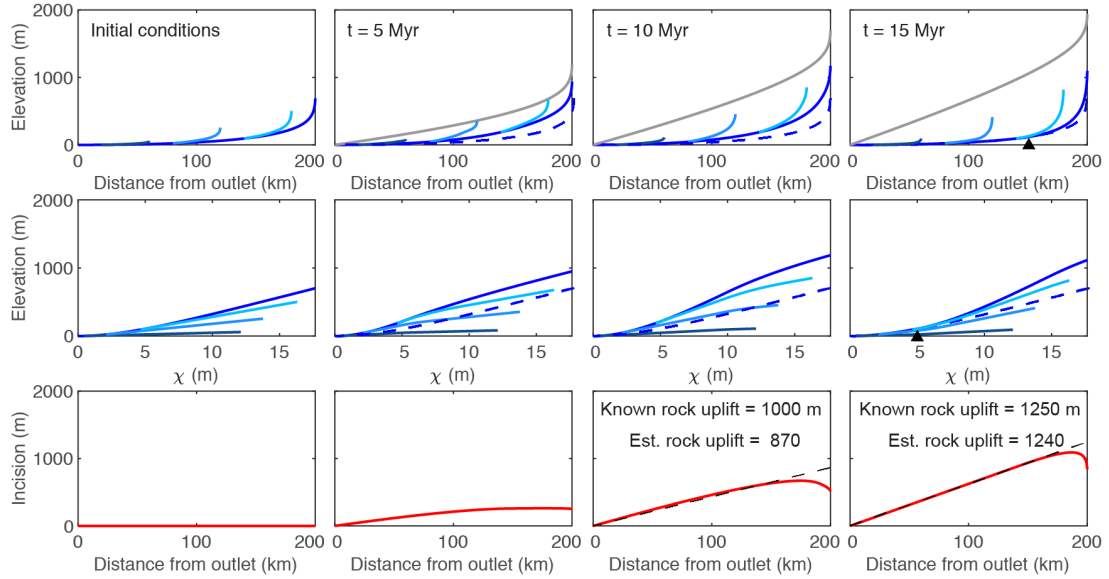 Initial conditions
t = 5 Myr
t = 10 Myr
t = 15 Myr
Elevation (m)
2000
1000
0
0 100 200
0 100 200
0 100 200
0 100 200
Distance from outlet (km)
Distance from outlet (km)
Distance from outlet (km)
Distance from outlet (km)
Elevation (m)
2000
1000
0
0 5 10 15
0 5 10 15
0 5 10 15
0 5 10 15
χ (m)
χ (m)
χ (m)
χ (m)
Incision (m)
2000
1000
0
Known rock uplift = 1000 m
Est. rock uplift = 870
Known rock uplift = 1250 m
Est. rock uplift = 1240
0 100 200
0 100 200
0 100 200
0 100 200
Distance from outlet (km)
Distance from outlet (km)
Distance from outlet (km)
Distance from outlet (km)